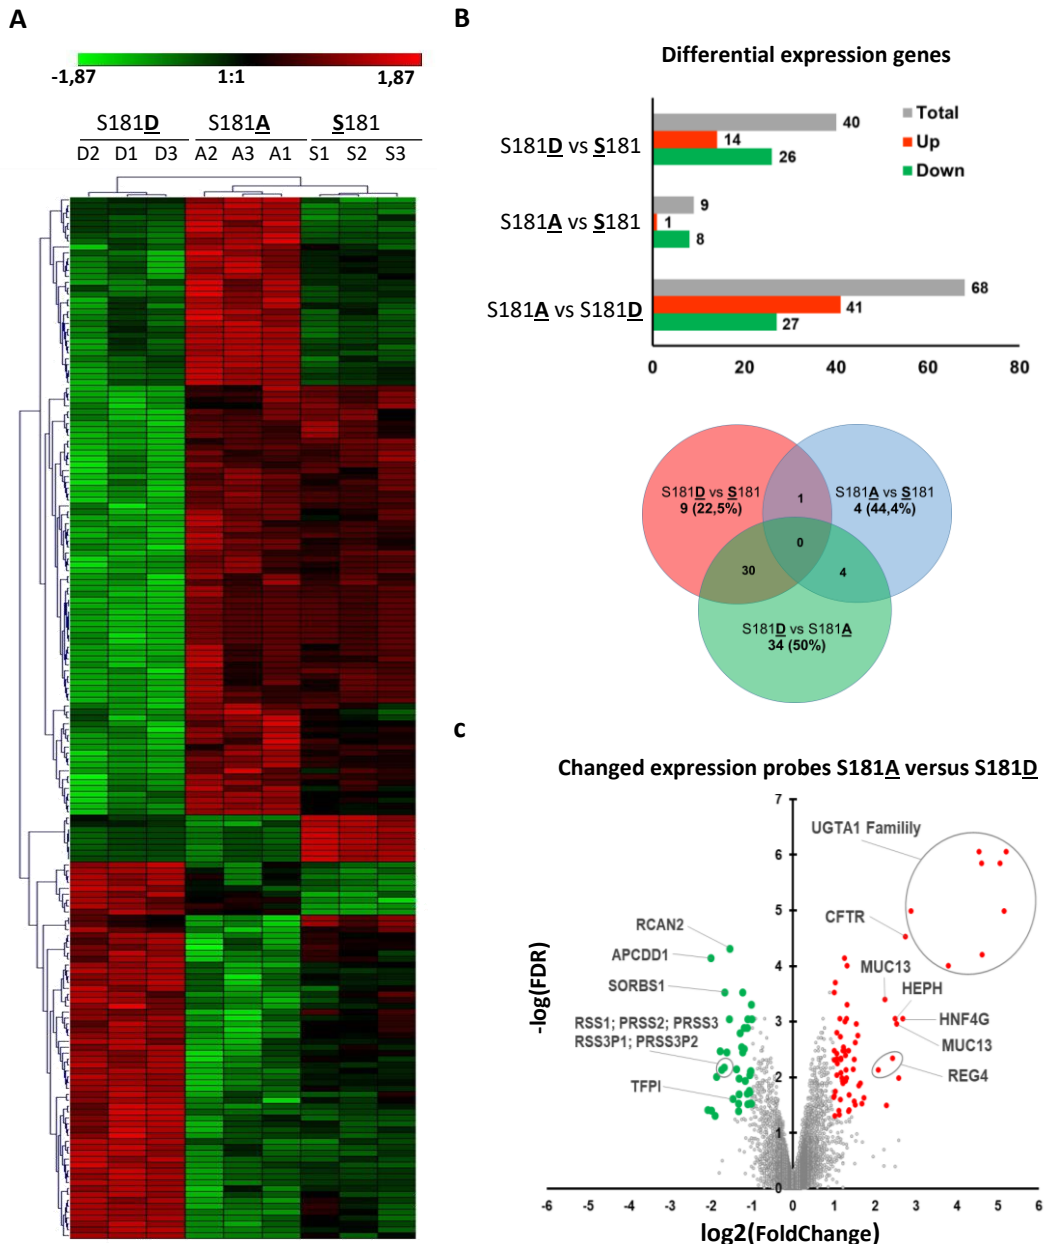 A
-1,87 1:1 1,87
S181D S181A S181
D2 D1 D3 A2 A3 A1 S1 S2 S3
B
Differential expression genes
Total
Up
Down
S181D vs S181
40
14
26
S181A vs S181
9
1
8
S181A vs S181D
68
41
27
0 20 40 60 80
S181D vs S181
9 (22,5%)
1
S181A vs S181
4 (44,4%)
0
30
4
S181D vs S181A
34 (50%)
C
Changed expression probes S181A versus S181D
-log(FDR)
7
6
5
4
3
2
1
0
UGTA1 Familily
CFTR
MUC13
HEPH
HNF4G
MUC13
REG4
RCAN2
APCDD1
SORBS1
RSS1; PRSS2; PRSS3
RSS3P1; PRSS3P2
TFPI
-6 -5 -4 -3 -2 -1 0 1 2 3 4 5 6
log2(FoldChange)